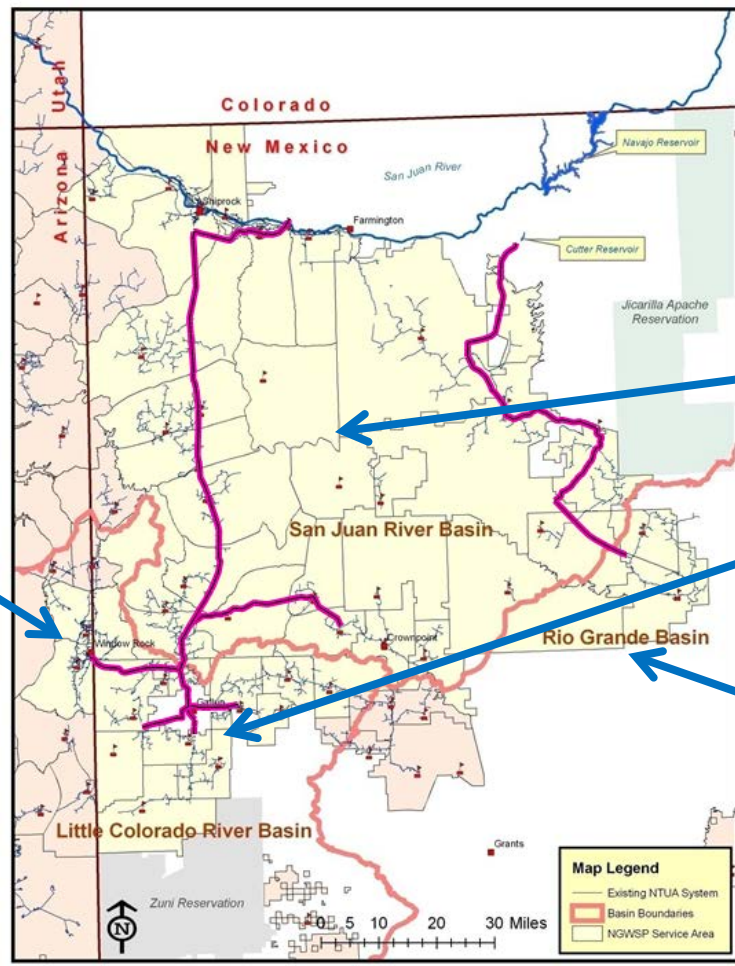 Utah
Colorado
New Mexico
Arizona
Navajo Reservoir
San Juan River
Shiprock
Farmington
Cutter Reservoir
Jicarilla Apache
Reservation
San Juan River Basin
Window Rock
Crownpoint
Rio Grande Basin
Gallup
Little Colorado River Basin
Grants
Zuni Reservation
N
0 5 10 20 30 Miles
Map Legend
Existing NTUA System
Basin Boundaries
NGWSP Service Area